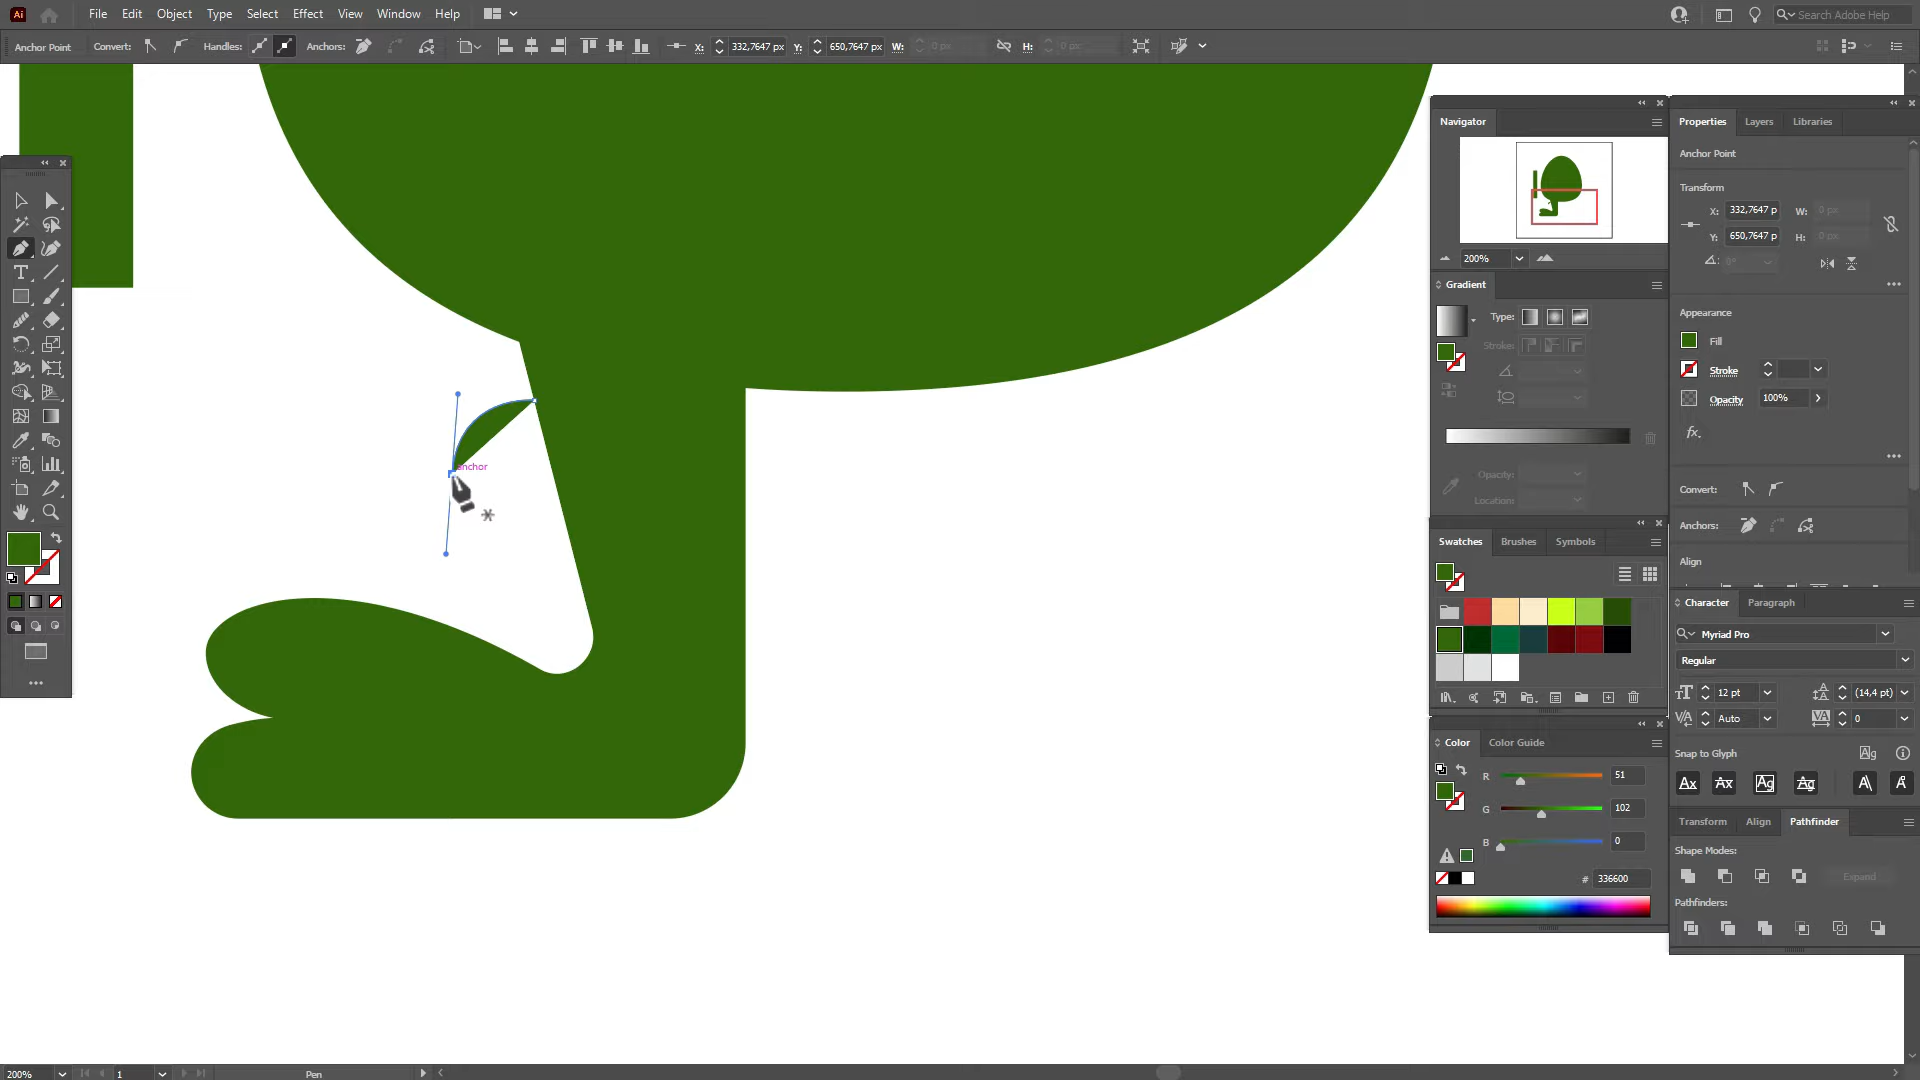 Ai File Edit Object Type Select Effect View Window Help Search Adobe Help
Anchor Point Convert: Handles: Anchors: X: 332,7647 px Y: 650,7647 px W: 0 px H: 0 px
Navigator
200%
Gradient
Type:
Stroke:
Opacity:
Location:
Swatches Brushes Symbols
Color Color Guide
R 51
G 102
B 0
# 336600
Properties Layers Libraries
Anchor Point
Transform
X: 332,7647 p W: 0 px
Y: 650,7647 p H: 0 px
0°
Appearance
Fill
Stroke
Opacity 100%
fx.
Convert:
Anchors:
Align
Character Paragraph
Myriad Pro
Regular
12 pt (14,4 pt)
Auto 0
Snap to Glyph
Transform Align Pathfinder
Shape Modes:
Expand
Pathfinders:
anchor
200% 1 Pen